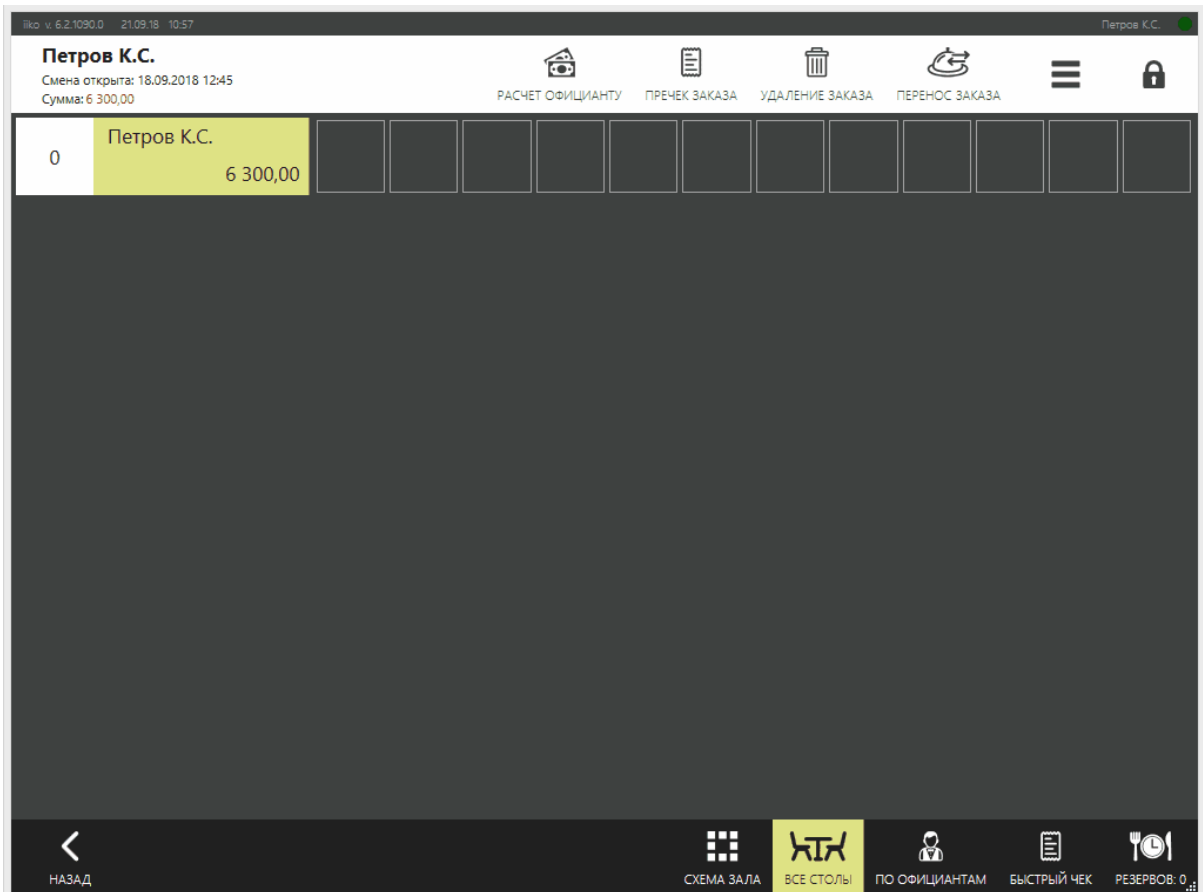 iiko v. 6.2.1090.0 21.09.18 10:57 Петров К.С.
Петров К.С.
Смена открыта: 18.09.2018 12:45
Сумма: 6 300,00
РАСЧЕТ ОФИЦИАНТУ ПРЕЧЕК ЗАКАЗА УДАЛЕНИЕ ЗАКАЗА ПЕРЕНОС ЗАКАЗА
0 Петров К.С.
6 300,00
НАЗАД СХЕМА ЗАЛА ВСЕ СТОЛЫ ПО ОФИЦИАНТАМ БЫСТРЫЙ ЧЕК РЕЗЕРВОВ: 0